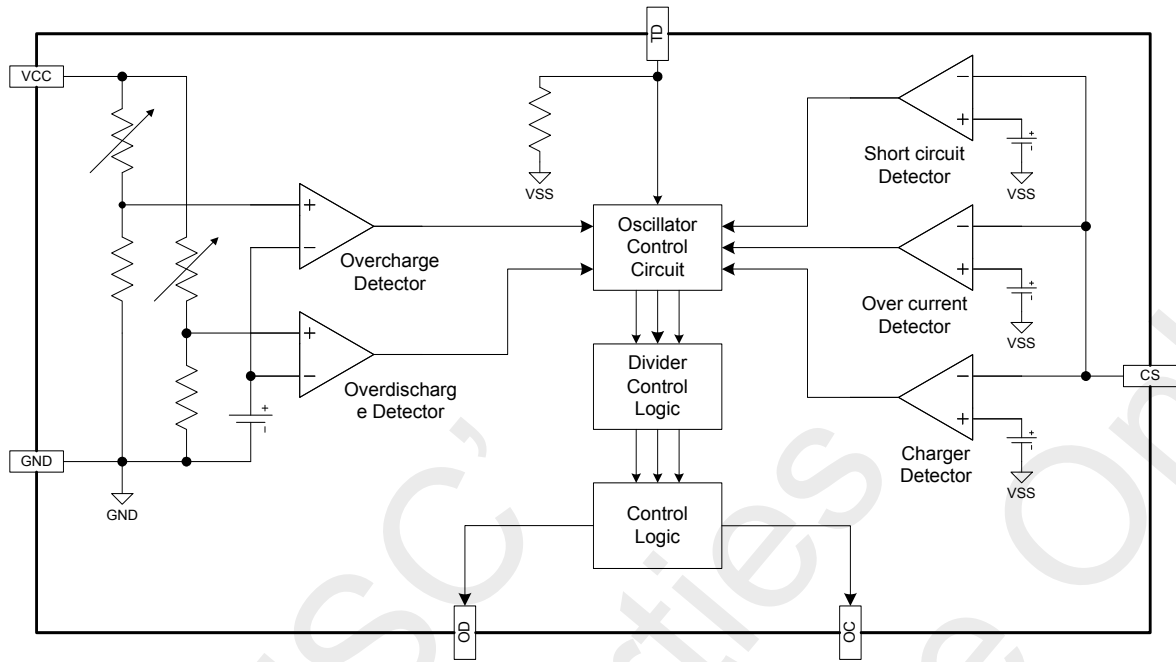 TD
VCC
VSS
Short circuit
Detector
VSS
+
−
Overcharge
Detector
Oscillator
Control
Circuit
Over current
Detector
VSS
Overdischarg
e Detector
Divider
Control
Logic
CS
Charger
Detector
VSS
GND
GND
Control
Logic
OD
OC